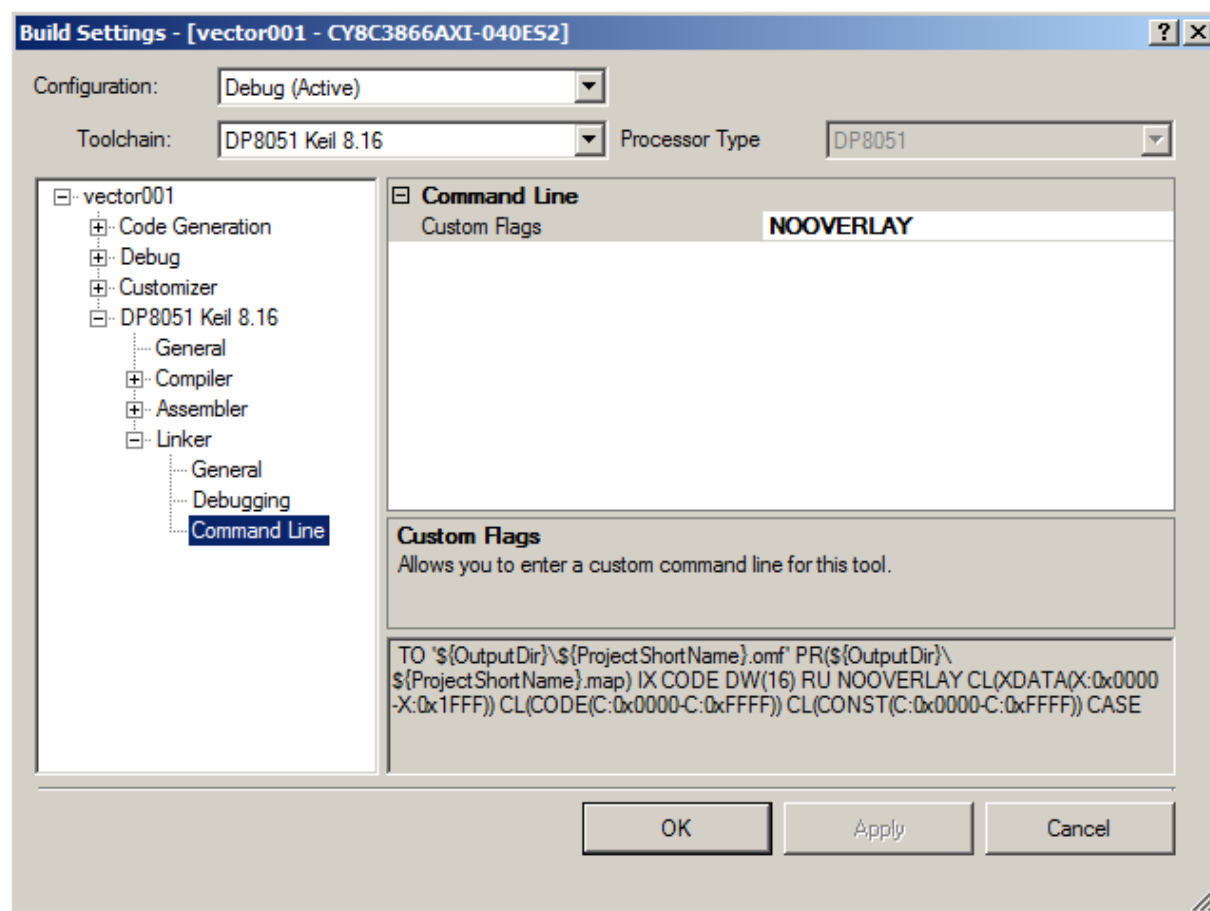 Build Settings - [vector001 - CY8C3866AXI-040ES2]
Configuration: Debug (Active)
Toolchain: DP8051 Keil 8.16 Processor Type DP8051
vector001
Code Generation
Debug
Customizer
DP8051 Keil 8.16
General
Compiler
Assembler
Linker
General
Debugging
Command Line
Command Line
Custom Flags NOOVERLAY
Custom Flags
Allows you to enter a custom command line for this tool.
TO "${OutputDir}\${ProjectShortName}.omf" PR(${OutputDir}\
${ProjectShortName}.map) IX CODE DW(16) RU NOOVERLAY CL(XDATA(X:0x0000
-X:0x1FFF)) CL(CODE(C:0x0000-C:0xFFFF)) CL(CONST(C:0x0000-C:0xFFFF)) CASE
OK Apply Cancel